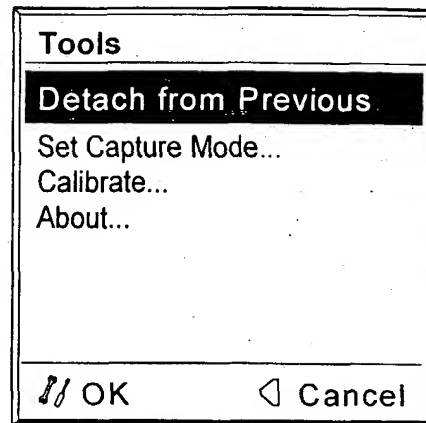 Tools
Detach from Previous
Set Capture Mode...
Calibrate...
About...
OK Cancel